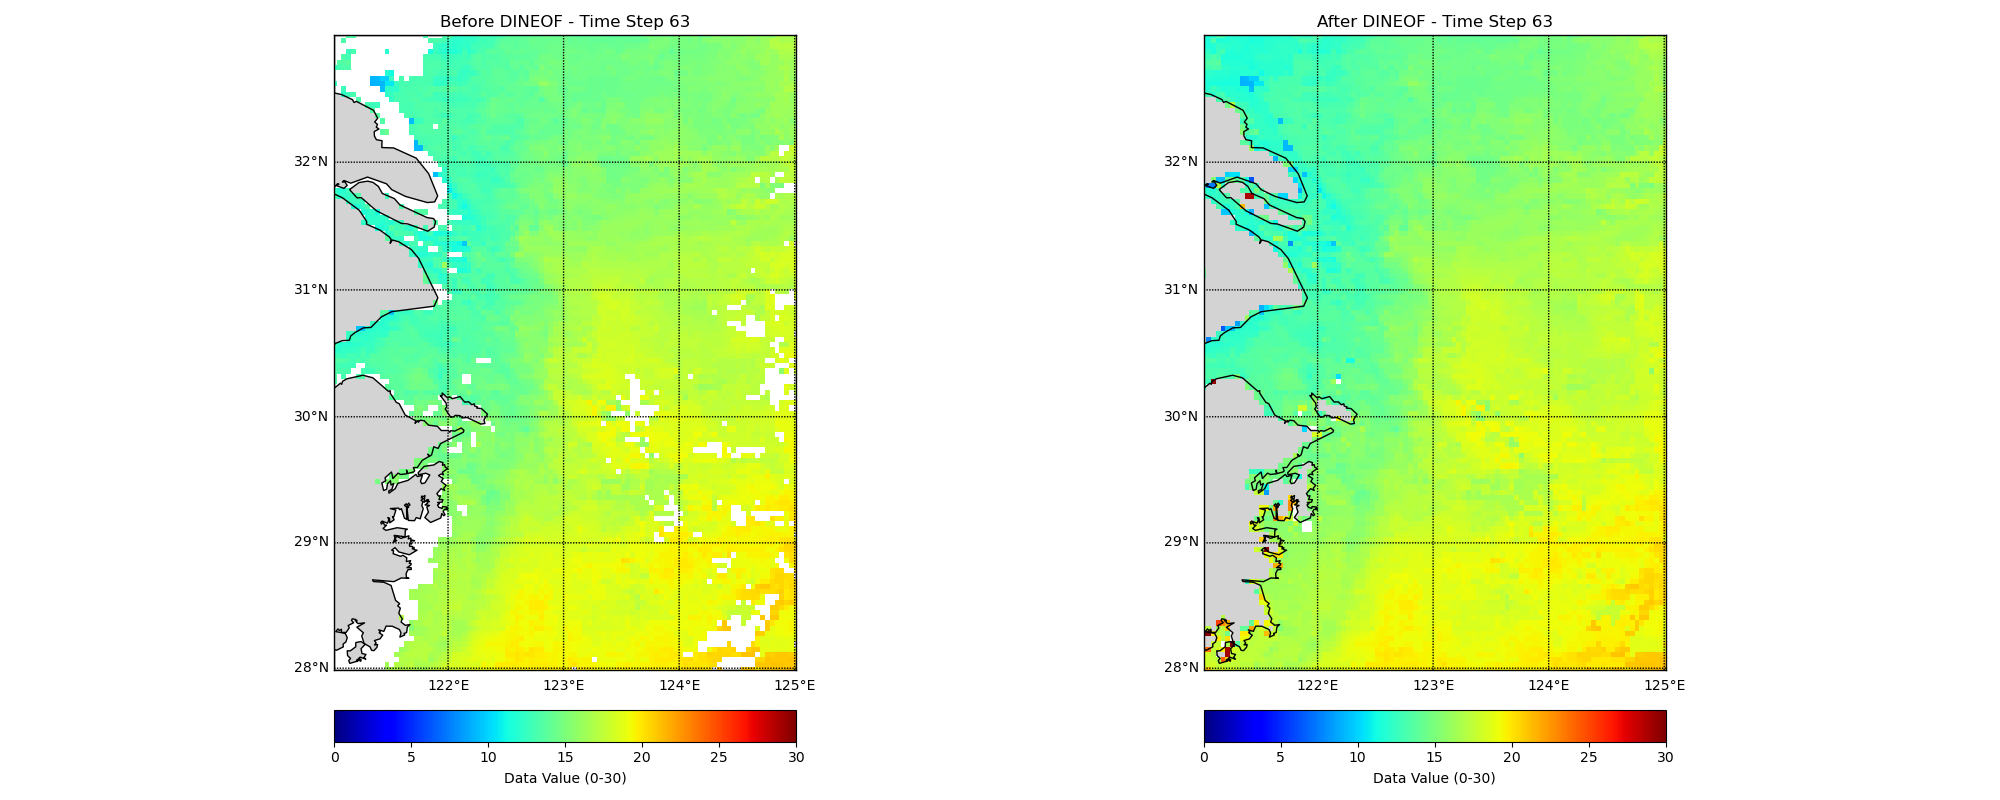 Before DINEOF - Time Step 63
32°N
31°N
30°N
29°N
28°N
122°E 123°E 124°E 125°E
0 5 10 15 20 25 30
Data Value (0-30)
After DINEOF - Time Step 63
32°N
31°N
30°N
29°N
28°N
122°E 123°E 124°E 125°E
0 5 10 15 20 25 30
Data Value (0-30)